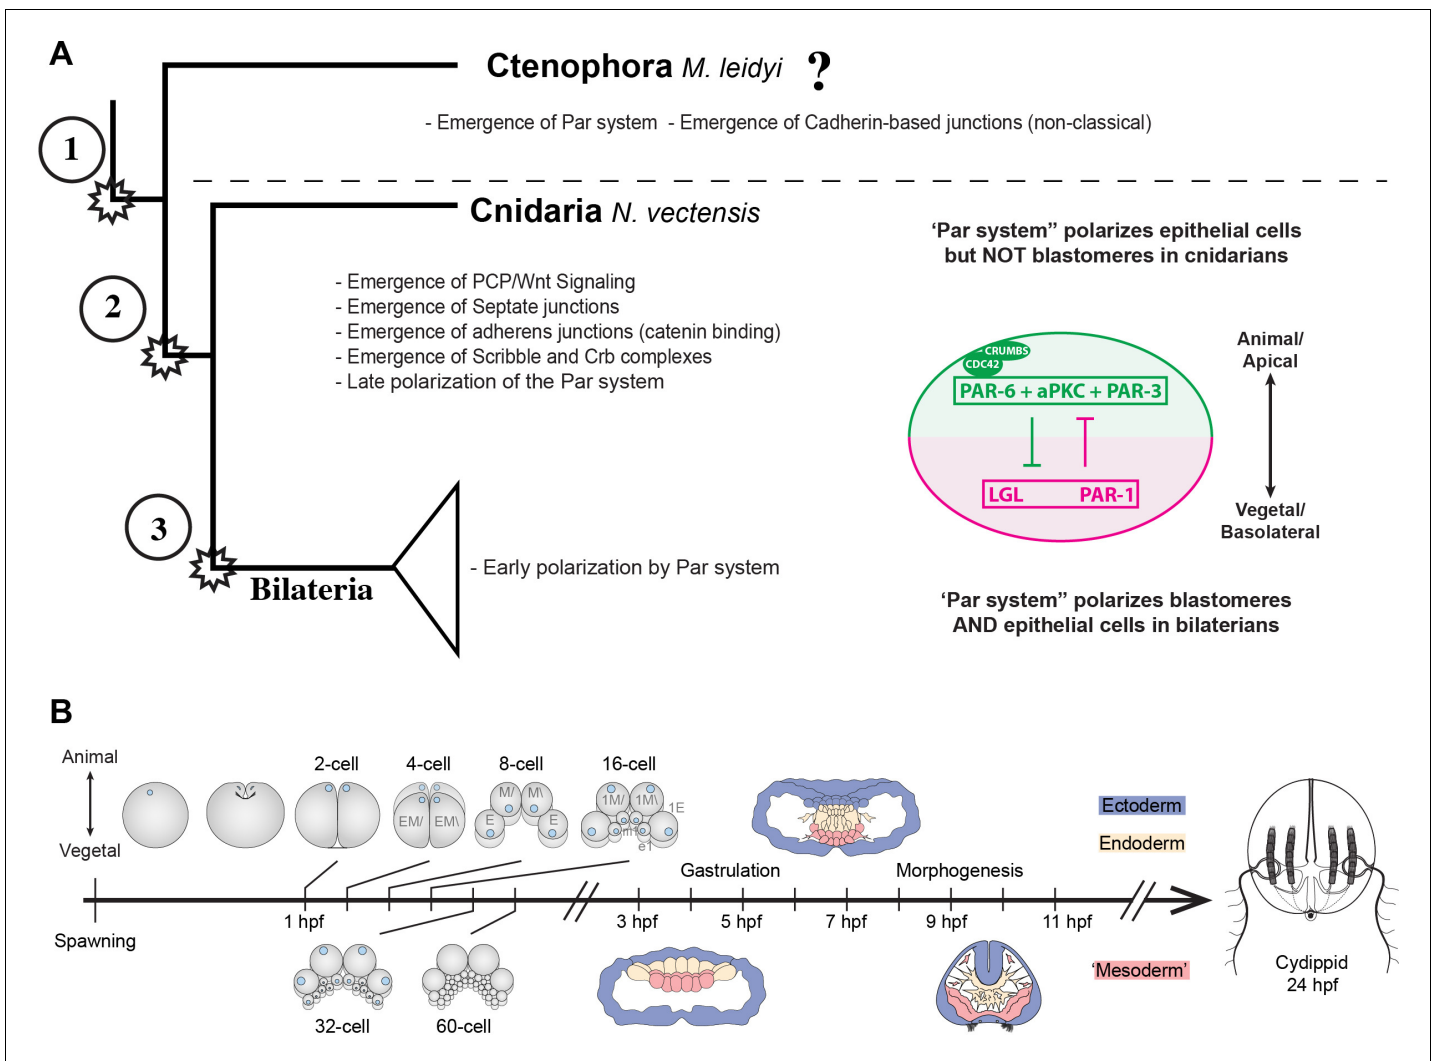 A
Ctenophora M. leidyi ?
- Emergence of Par system - Emergence of Cadherin-based junctions (non-classical)
1
Cnidaria N. vectensis
‘Par system” polarizes epithelial cells
but NOT blastomeres in cnidarians
- Emergence of PCP/Wnt Signaling
- Emergence of Septate junctions
- Emergence of adherens junctions (catenin binding)
- Emergence of Scribble and Crb complexes
- Late polarization of the Par system
2
CRUMBS
CDC42
PAR-6 + aPKC + PAR-3
LGL PAR-1
Animal/
Apical
Vegetal/
Basolateral
3
Bilateria
- Early polarization by Par system
‘Par system” polarizes blastomeres
AND epithelial cells in bilaterians
B
Animal
Vegetal
2-cell 4-cell 8-cell 16-cell
EM/ EM\
M/ M\
E E
1M/ 1M\
1E
e1
Ectoderm
Endoderm
‘Mesoderm’
Gastrulation Morphogenesis
Spawning
1 hpf 3 hpf 5 hpf 7 hpf 9 hpf 11 hpf
32-cell 60-cell
Cydippid
24 hpf